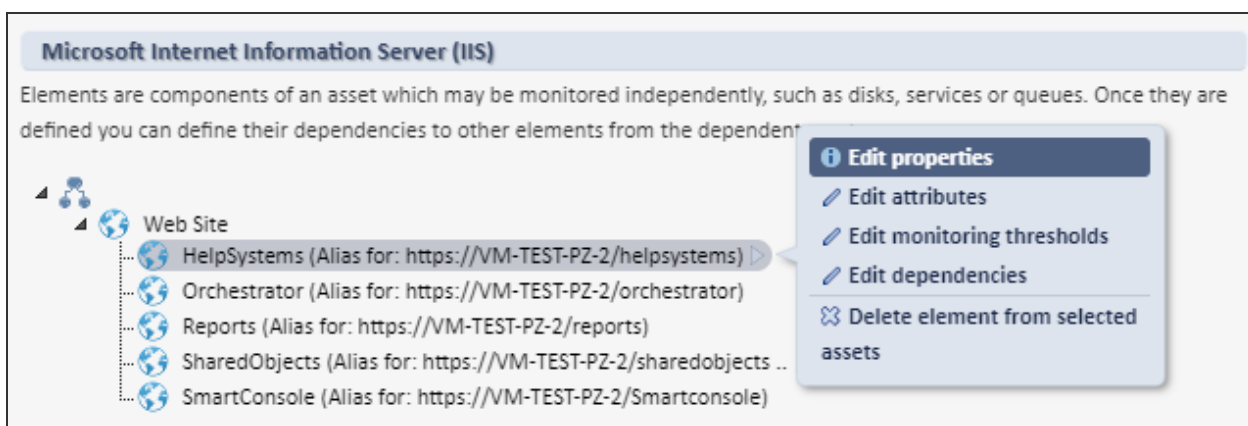 Microsoft Internet Information Server (IIS)
Elements are components of an asset which may be monitored independently, such as disks, services or queues. Once they are
defined you can define their dependencies to other elements from the dependent
Edit properties
Edit attributes
Edit monitoring thresholds
Edit dependencies
Delete element from selected
assets
Web Site
HelpSystems (Alias for: https://VM-TEST-PZ-2/helpsystems)
Orchestrator (Alias for: https://VM-TEST-PZ-2/orchestrator)
Reports (Alias for: https://VM-TEST-PZ-2/reports)
SharedObjects (Alias for: https://VM-TEST-PZ-2/sharedobjects ..
SmartConsole (Alias for: https://VM-TEST-PZ-2/Smartconsole)